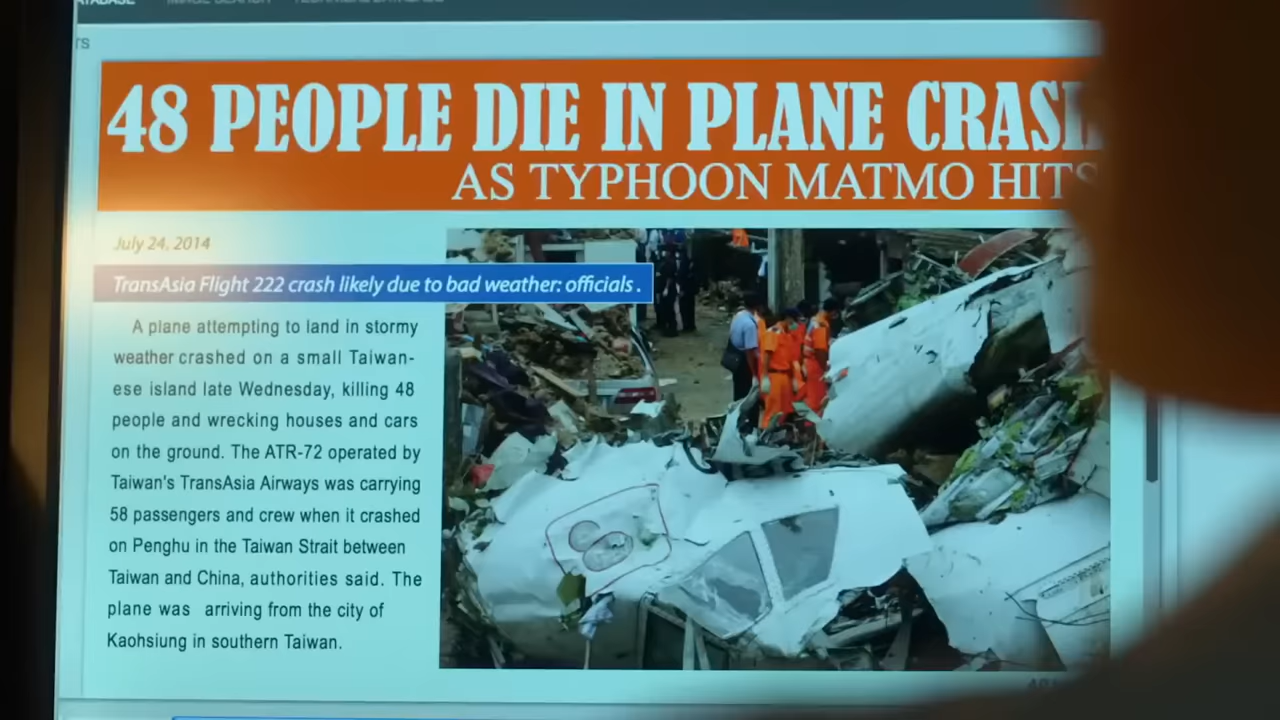 IMAGE SEARCH
48 PEOPLE DIE IN PLANE
AS TYPHOON MATMO HITS
July 24, 2014
TransAsia Flight 222 crash likely due to bad weather: officials .
A plane attempting to land in stormy
weather crashed on a small Taiwan-
ese island late Wednesday, killing 48
people and wrecking houses and cars
on the ground. The ATR-72 operated by
Taiwan's TransAsia Airways was carrying
58 passengers and crew when it crashed
on Penghu in the Taiwan Strait between
Taiwan and China, authorities said. The
plane was arriving from the city of
Kaohsiung in southern Taiwan.